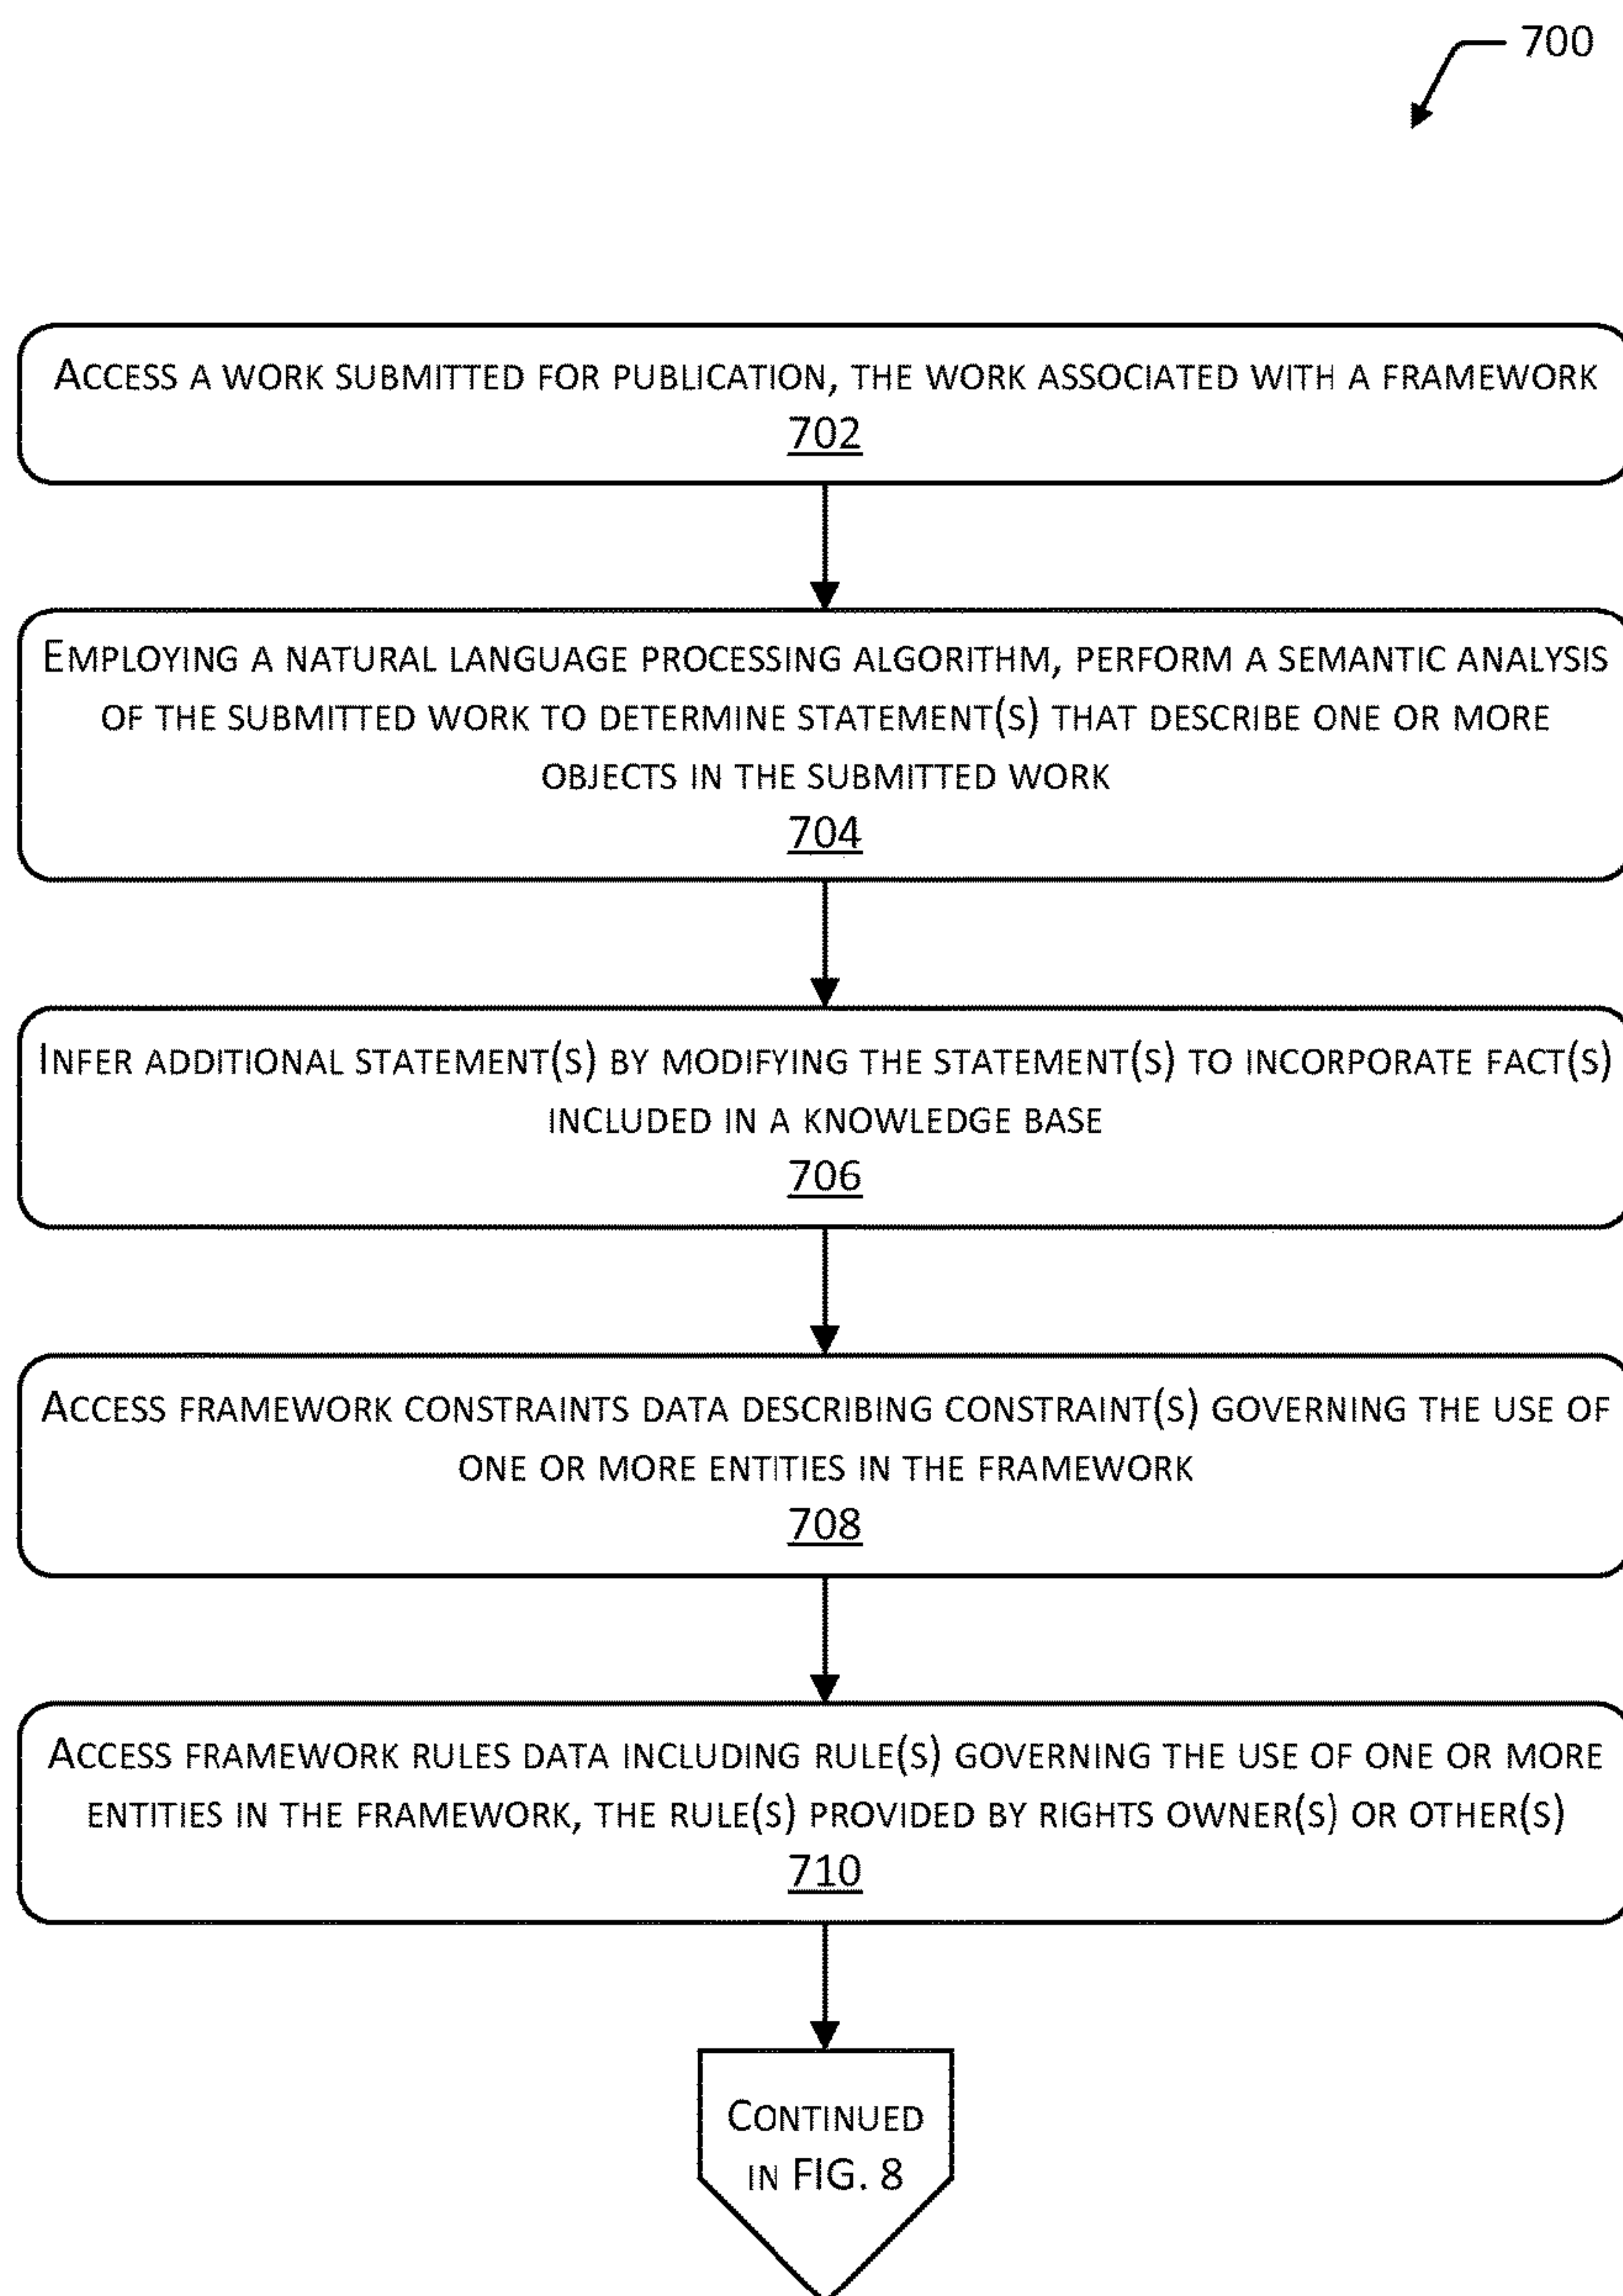 700
ACCESS A WORK SUBMITTED FOR PUBLICATION, THE WORK ASSOCIATED WITH A FRAMEWORK
702
EMPLOYING A NATURAL LANGUAGE PROCESSING ALGORITHM, PERFORM A SEMANTIC ANALYSIS
OF THE SUBMITTED WORK TO DETERMINE STATEMENT(S) THAT DESCRIBE ONE OR MORE
OBJECTS IN THE SUBMITTED WORK
704
INFER ADDITIONAL STATEMENT(S) BY MODIFYING THE STATEMENT(S) TO INCORPORATE FACT(S)
INCLUDED IN A KNOWLEDGE BASE
706
ACCESS FRAMEWORK CONSTRAINTS DATA DESCRIBING CONSTRAINT(S) GOVERNING THE USE OF
ONE OR MORE ENTITIES IN THE FRAMEWORK
708
ACCESS FRAMEWORK RULES DATA INCLUDING RULE(S) GOVERNING THE USE OF ONE OR MORE
ENTITIES IN THE FRAMEWORK, THE RULE(S) PROVIDED BY RIGHTS OWNER(S) OR OTHER(S)
710
CONTINUED
IN FIG. 8